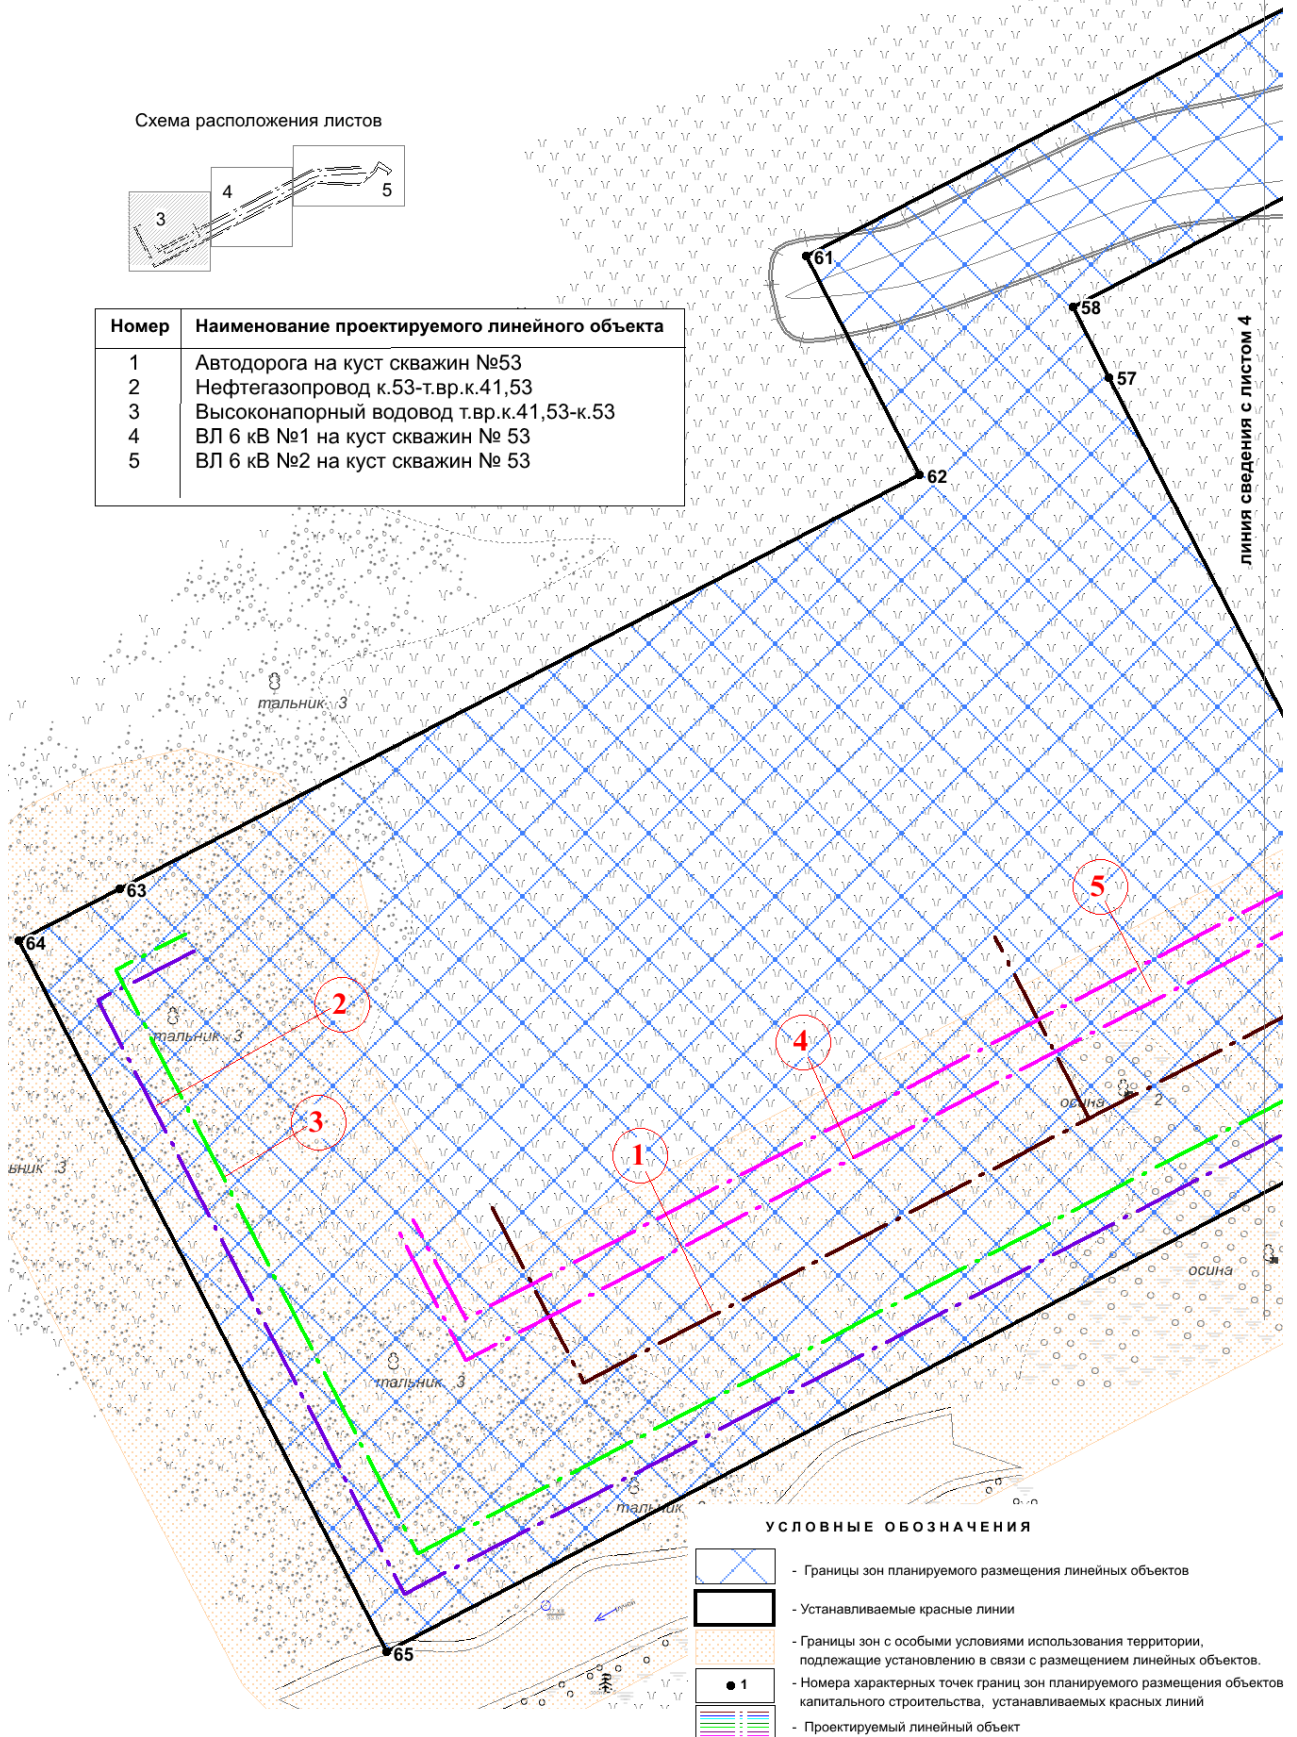 Схема расположения листов
3
4
5
Номер Наименование проектируемого линейного объекта
1 Автодорога на куст скважин №53
2 Нефтегазопровод к.53-т.вр.к.41,53
3 Высоконапорный водовод т.вр.к.41,53-к.53
4 ВЛ 6 кВ №1 на куст скважин № 53
5 ВЛ 6 кВ №2 на куст скважин № 53
61
58
57
62
линия сведения с листом 4
тальник 3
63
64
5
2
тальник 3
4
3
1
осина 2
ьник 3
осина
тальник 3
тальник
65
УСЛОВНЫЕ ОБОЗНАЧЕНИЯ
- Границы зон планируемого размещения линейных объектов
- Устанавливаемые красные линии
- Границы зон с особыми условиями использования территории,
подлежащие установлению в связи с размещением линейных объектов.
1 - Номера характерных точек границ зон планируемого размещения объектов
капитального строительства, устанавливаемых красных линий
- Проектируемый линейный объект